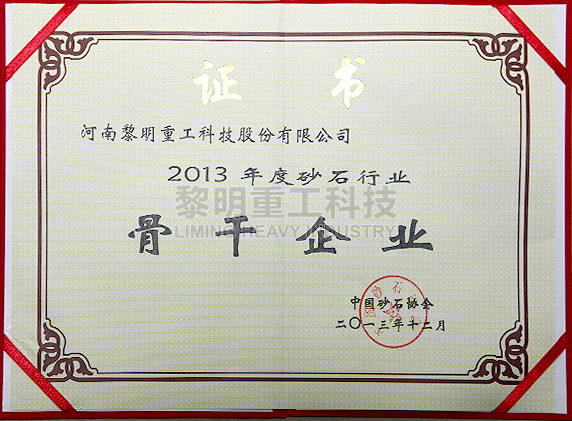 证 书
河南黎明重工科技股份有限公司
2013 年度砂石行业
黎明重工科技
LIMING HEAVY INDUSTRY
骨干企业
中国砂石协会
二〇一三年十二月